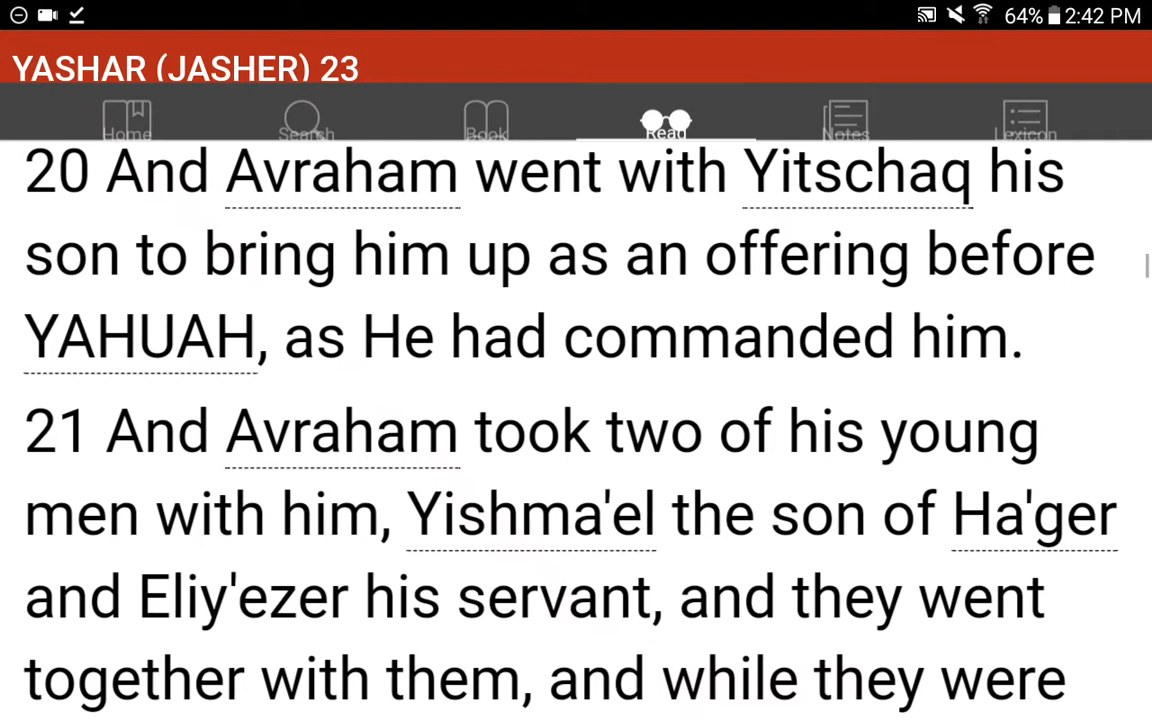 64% 2:42 PM
YASHAR (JASHER) 23
Home Search Book Read Notes Lexicon
20 And Avraham went with Yitschaq his
son to bring him up as an offering before
YAHUAH, as He had commanded him.
21 And Avraham took two of his young
men with him, Yishma'el the son of Ha'ger
and Eliy'ezer his servant, and they went
together with them, and while they were